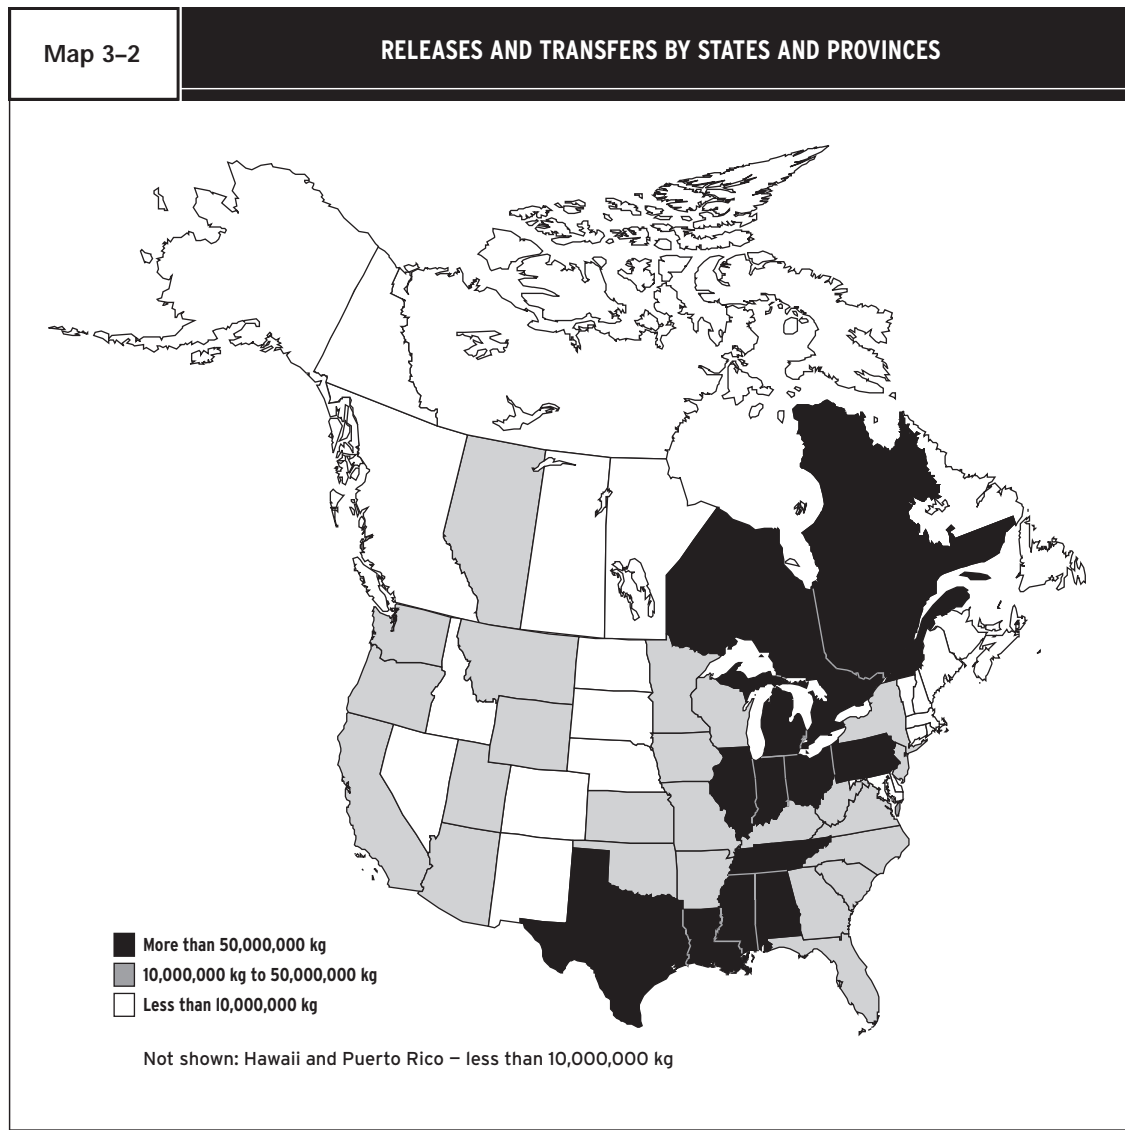 Map 3–2
RELEASES AND TRANSFERS BY STATES AND PROVINCES
More than 50,000,000 kg
10,000,000 kg to 50,000,000 kg
Less than 10,000,000 kg
Not shown: Hawaii and Puerto Rico – less than 10,000,000 kg